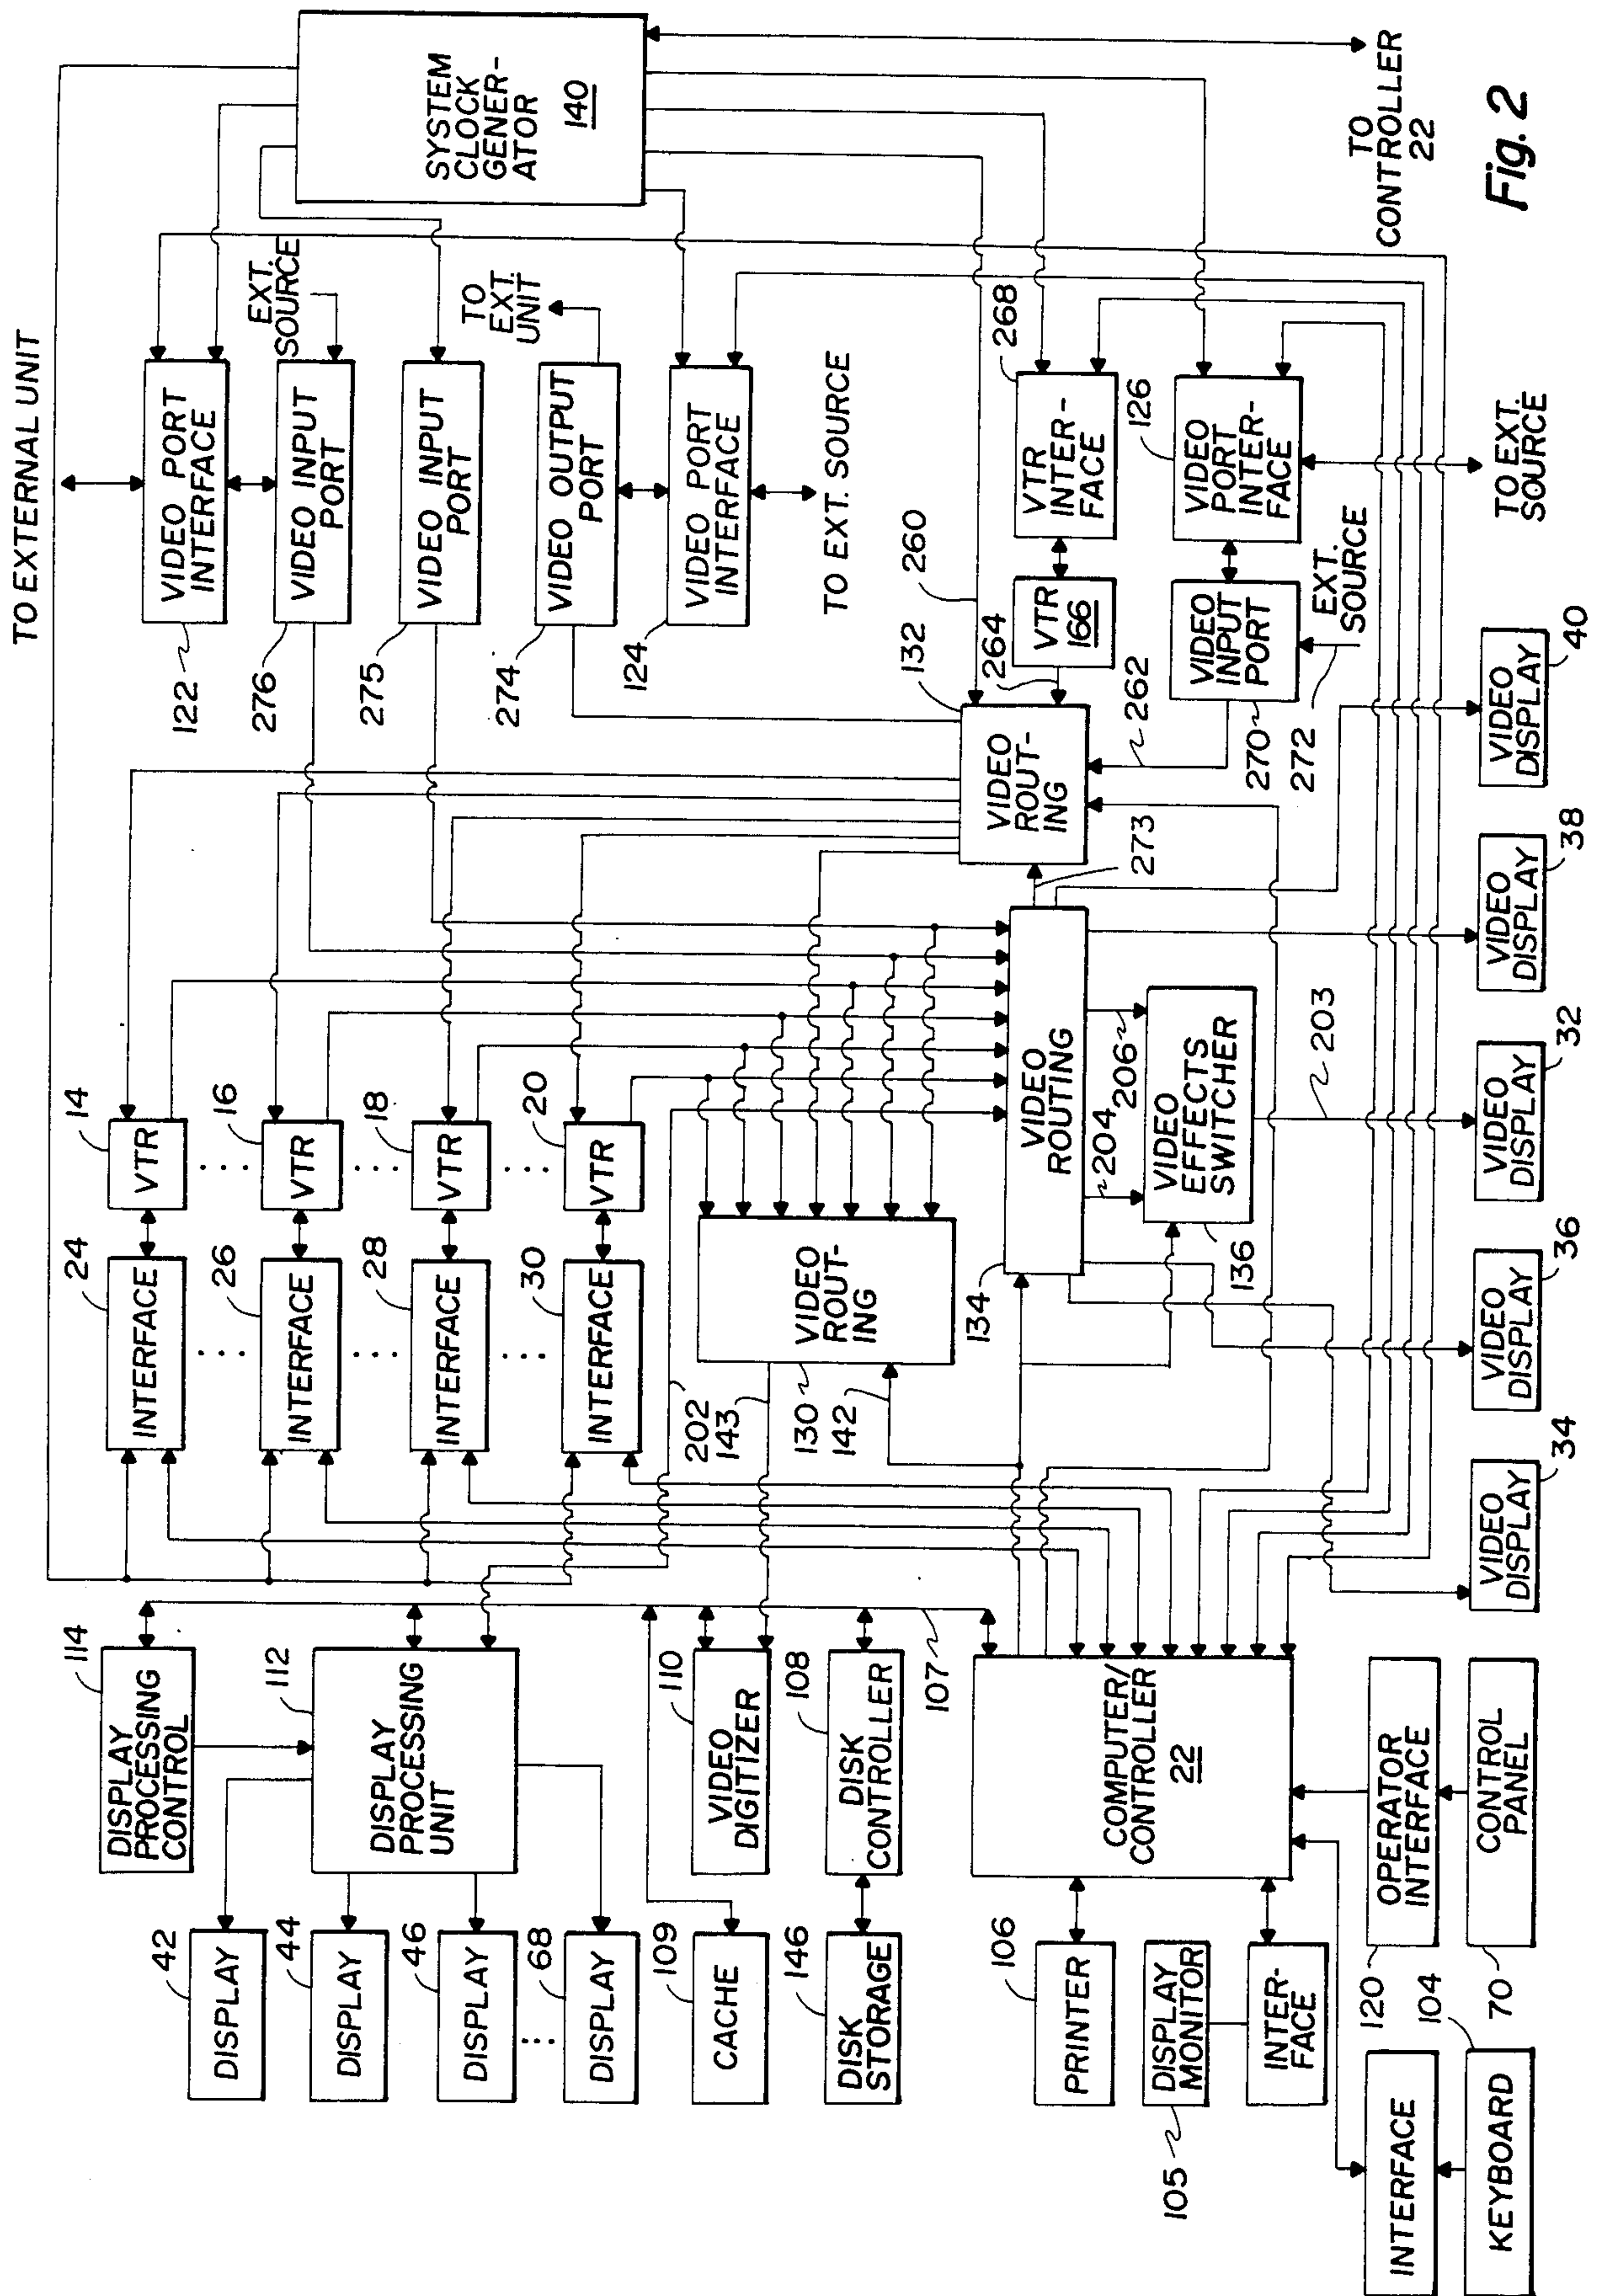 TO EXTERNAL UNIT
114
DISPLAY
PROCESSING
CONTROL
24
INTERFACE
14
VTR
122
VIDEO PORT
INTERFACE
42
DISPLAY
112
DISPLAY
PROCESSING
UNIT
26
INTERFACE
16
VTR
276
VIDEO INPUT
PORT
EXT.
SOURCE
44
DISPLAY
28
INTERFACE
18
VTR
275
VIDEO INPUT
PORT
SYSTEM
CLOCK
GENER-
ATOR
140
46
DISPLAY
30
INTERFACE
20
VTR
274
VIDEO OUTPUT
PORT
TO
EXT.
UNIT
68
DISPLAY
202
143
124
VIDEO PORT
INTERFACE
109
CACHE
110
VIDEO
DIGITIZER
130
142
VIDEO
ROUT-
ING
TO EXT. SOURCE
146
DISK
STORAGE
108
DISK
CONTROLLER
107
132
VIDEO
ROUT-
ING
260
264
VTR
166
268
VTR
INTER-
FACE
106
PRINTER
COMPUTER/
CONTROLLER
22
134
VIDEO
ROUTING
273
262
105
DISPLAY
MONITOR
INTER-
FACE
204
206
VIDEO
EFFECTS
SWITCHER
136
270
272
VIDEO
INPUT
PORT
126
VIDEO
PORT
INTER-
FACE
EXT.
SOURCE
TO
CONTROLLER
22
203
120
OPERATOR
INTERFACE
104
INTERFACE
70
CONTROL
PANEL
KEYBOARD
VIDEO
DISPLAY
34
VIDEO
DISPLAY
36
VIDEO
DISPLAY
32
VIDEO
DISPLAY
38
VIDEO
DISPLAY
40
TO EXT.
SOURCE
Fig. 2